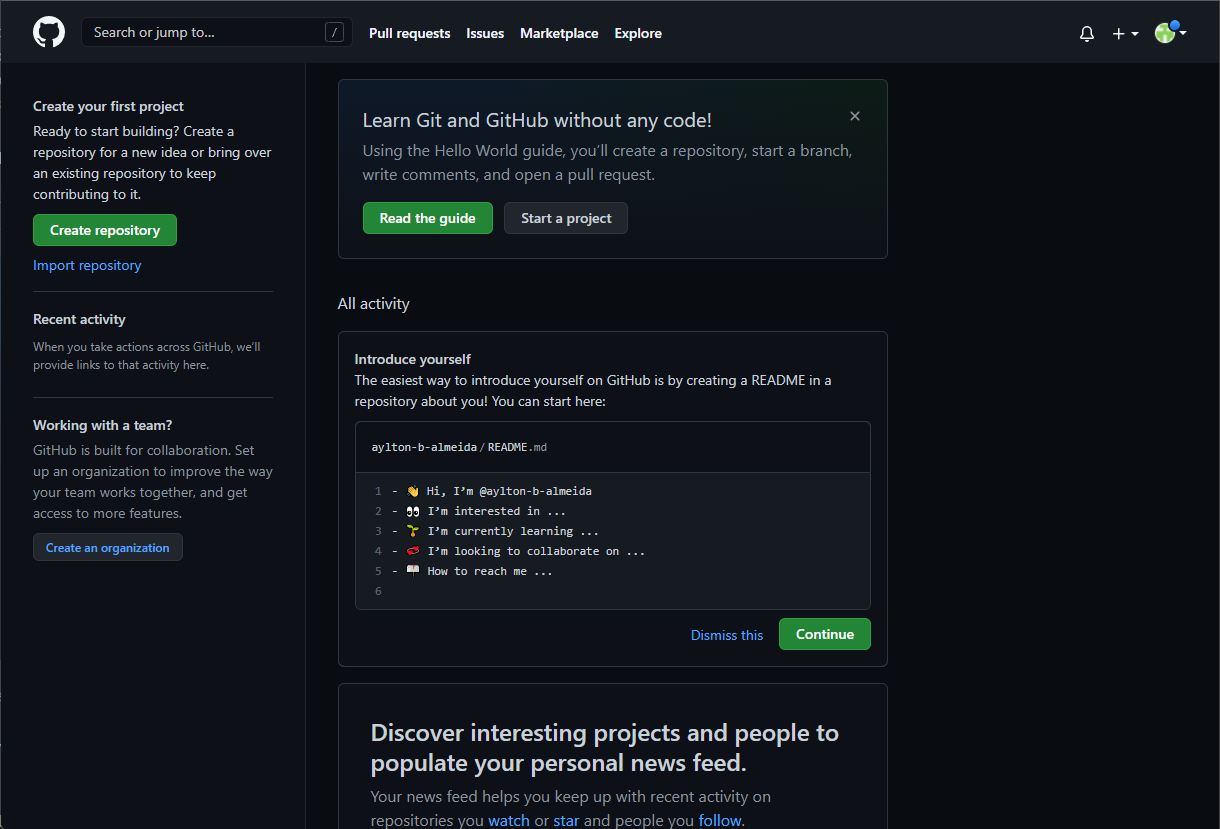 Search or jump to... /
Pull requests
Issues
Marketplace
Explore
Create your first project
Ready to start building? Create a
repository for a new idea or bring over
an existing repository to keep
contributing to it.
Create repository
Import repository
Recent activity
When you take actions across GitHub, we’ll
provide links to that activity here.
Working with a team?
GitHub is built for collaboration. Set
up an organization to improve the way
your team works together, and get
access to more features.
Create an organization
Learn Git and GitHub without any code!
Using the Hello World guide, you’ll create a repository, start a branch,
write comments, and open a pull request.
Read the guide
Start a project
All activity
Introduce yourself
The easiest way to introduce yourself on GitHub is by creating a README in a
repository about you! You can start here:
aylton-b-almeida/README.md
1 - 👋 Hi, I’m @aylton-b-almeida
2 - 👀 I’m interested in ...
3 - 🌱 I’m currently learning ...
4 - 💞️ I’m looking to collaborate on ...
5 - 📫 How to reach me ...
6
Dismiss this
Continue
Discover interesting projects and people to
populate your personal news feed.
Your news feed helps you keep up with recent activity on
repositories you watch or star and people you follow.